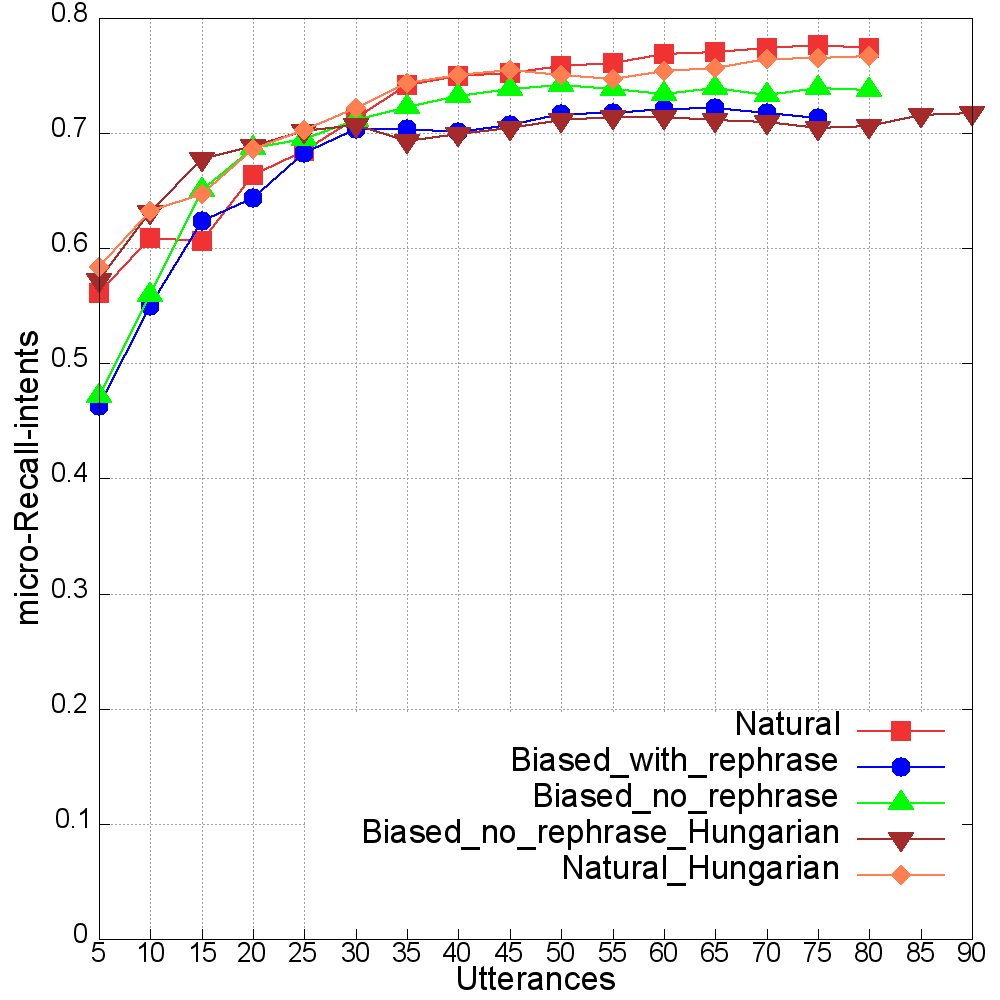 0.8
0.7
0.6
0.5
0.4
0.3
0.2
0.1
0
micro-Recall-intents
Natural
Biased_with_rephrase
Biased_no_rephrase
Biased_no_rephrase_Hungarian
Natural_Hungarian
5 10 15 20 25 30 35 40 45 50 55 60 65 70 75 80 85 90
Utterances